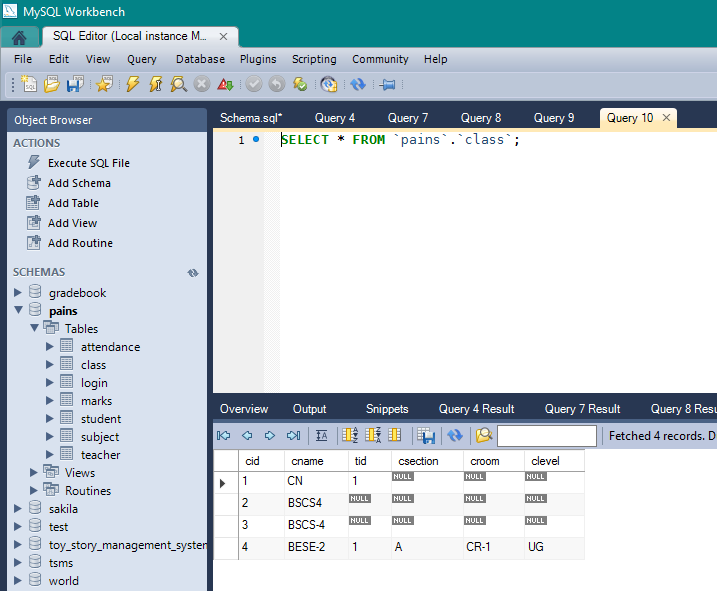 MySQL Workbench
SQL Editor (Local instance M...
File Edit View Query Database Plugins Scripting Community Help
Object Browser
ACTIONS
Execute SQL File
Add Schema
Add Table
Add View
Add Routine
SCHEMAS
gradebook
pains
Tables
attendance
class
login
marks
student
subject
teacher
Views
Routines
sakila
test
toy_story_management_system
tsms
world
Schema.sql* Query 4 Query 7 Query 8 Query 9 Query 10
1 SELECT * FROM `pains`.`class`;
Overview Output Snippets Query 4 Result Query 7 Result Query 8 Resu
Fetched 4 records. D
cid cname tid csection croom clevel
1 CN 1 NULL NULL NULL
2 BSCS4 NULL NULL NULL NULL
3 BSCS-4 NULL NULL NULL NULL
4 BESE-2 1 A CR-1 UG